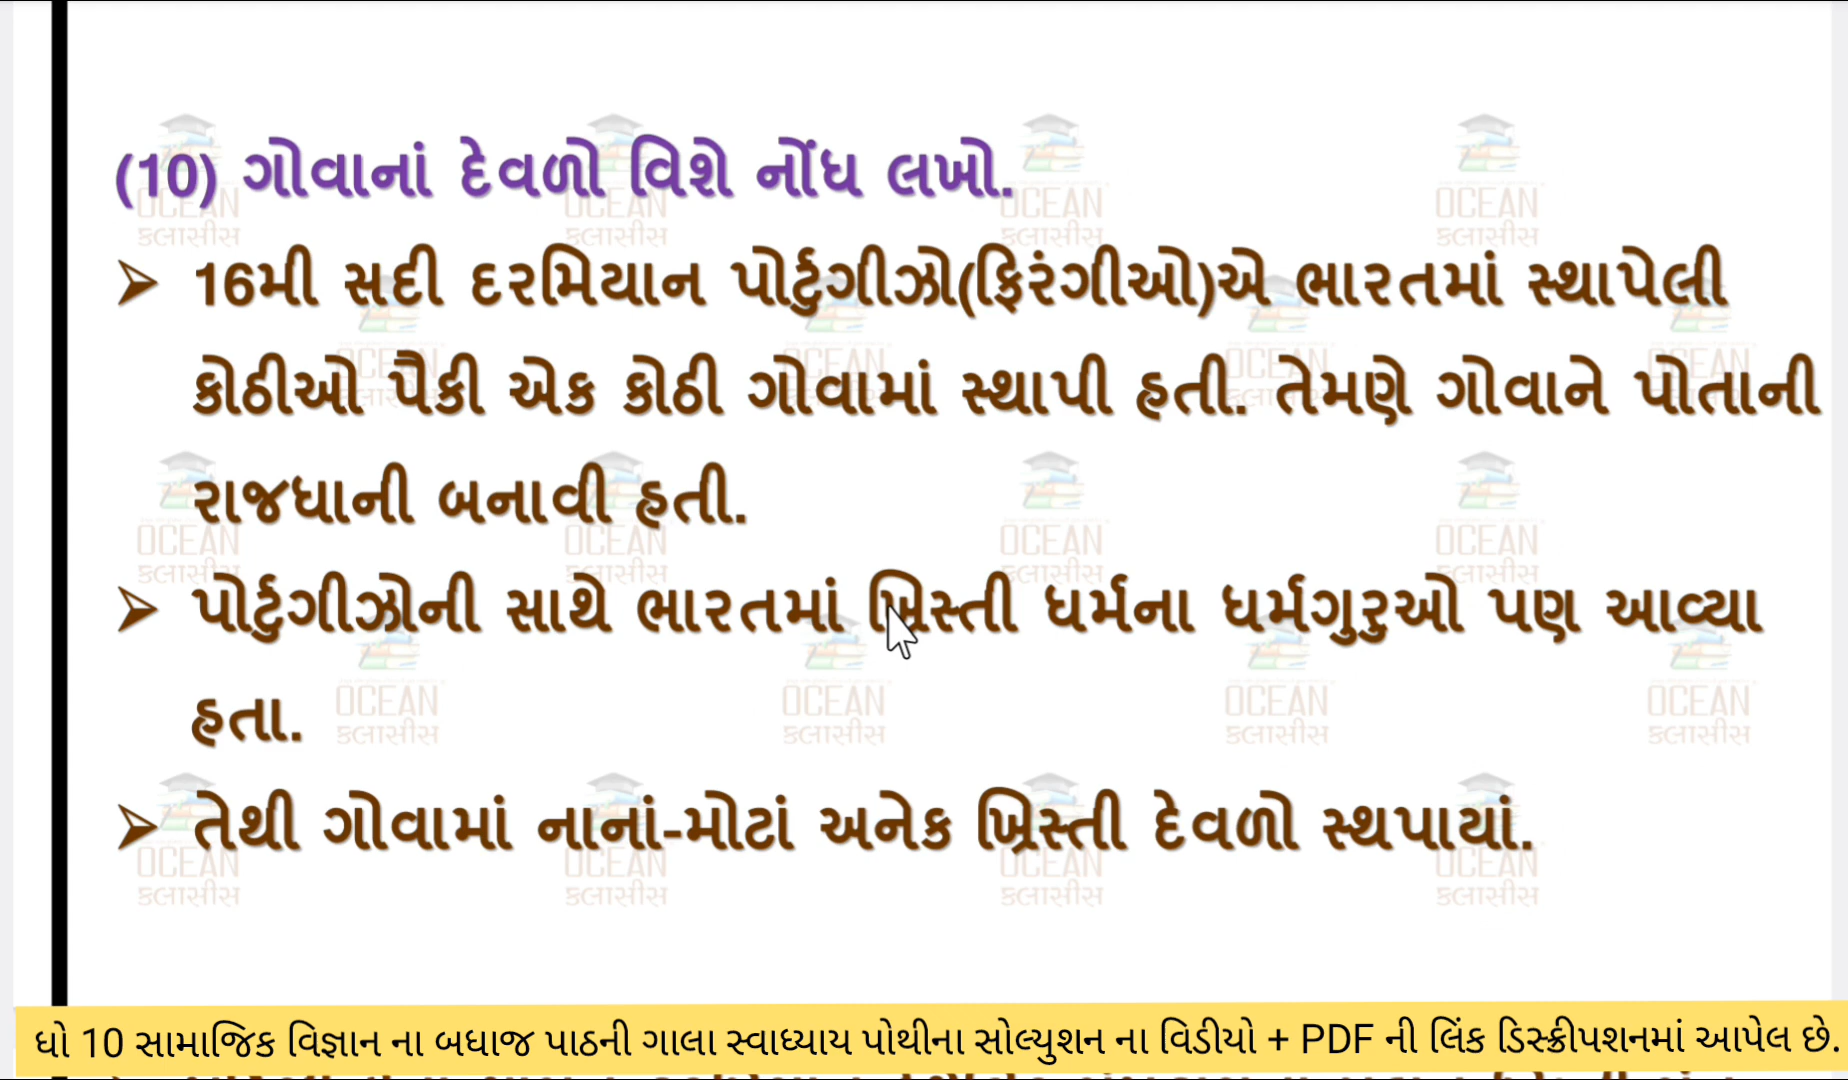 (10) ગોવાનાં દેવળો વિશે નોંધ લખો.
➢ 16મી સદી દરમિયાન પોર્ટુગીઝો(ફિરંગીઓ)એ ભારતમાં સ્થાપેલી
કોઠીઓ પૈકી એક કોઠી ગોવામાં સ્થાપી હતી. તેમણે ગોવાને પોતાની
રાજધાની બનાવી હતી.
➢ પોર્ટુગીઝોની સાથે ભારતમાં ખ્રિસ્તી ધર્મના ધર્મગુરુઓ પણ આવ્યા
હતા.
➢ તેથી ગોવામાં નાનાં-મોટાં અનેક ખ્રિસ્તી દેવળો સ્થપાયાં.
OCEAN
ક્લાસીસ
ધો 10 સામાજિક વિજ્ઞાન ના બધાજ પાઠની ગાલા સ્વાધ્યાય પોથીના સોલ્યુશન ના વિડીયો + PDF ની લિંક ડિસ્ક્રીપશનમાં આપેલ છે.